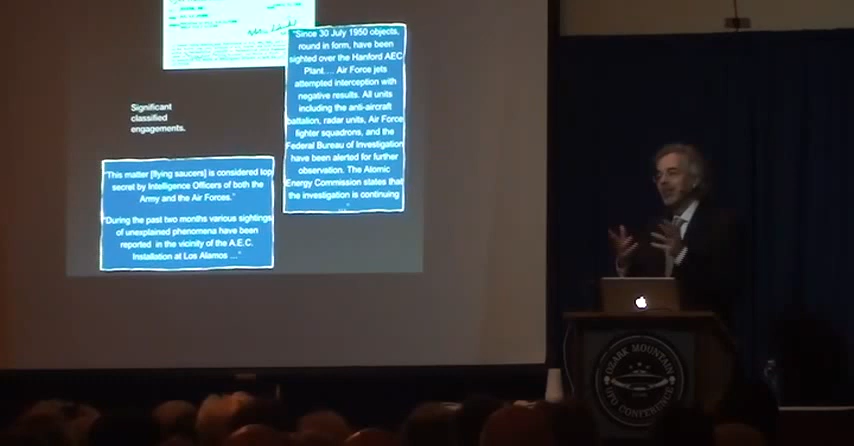 Significant
classified
engagements.
"This matter [flying saucers] is considered top
secret by Intelligence Officers of both the
Army and the Air Forces."
"During the past two months various sightings
of unexplained phenomena have been
reported in the vicinity of the A.E.C.
Installation at Los Alamos ..."
"Since 30 July 1950 objects,
round in form, have been
sighted over the Hanford AEC
Plant.... Air Force jets
attempted interception with
negative results. All units
including the anti-aircraft
battalion, radar units, Air Force
fighter squadrons, and the
Federal Bureau of Investigation
have been alerted for further
observation. The Atomic
Energy Commission states that
the investigation is continuing
..."
OZARK MOUNTAIN
UFO CONFERENCE